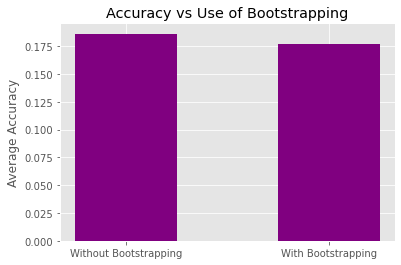 Accuracy vs Use of Bootstrapping
Average Accuracy
0.175
0.150
0.125
0.100
0.075
0.050
0.025
0.000
Without Bootstrapping
With Bootstrapping